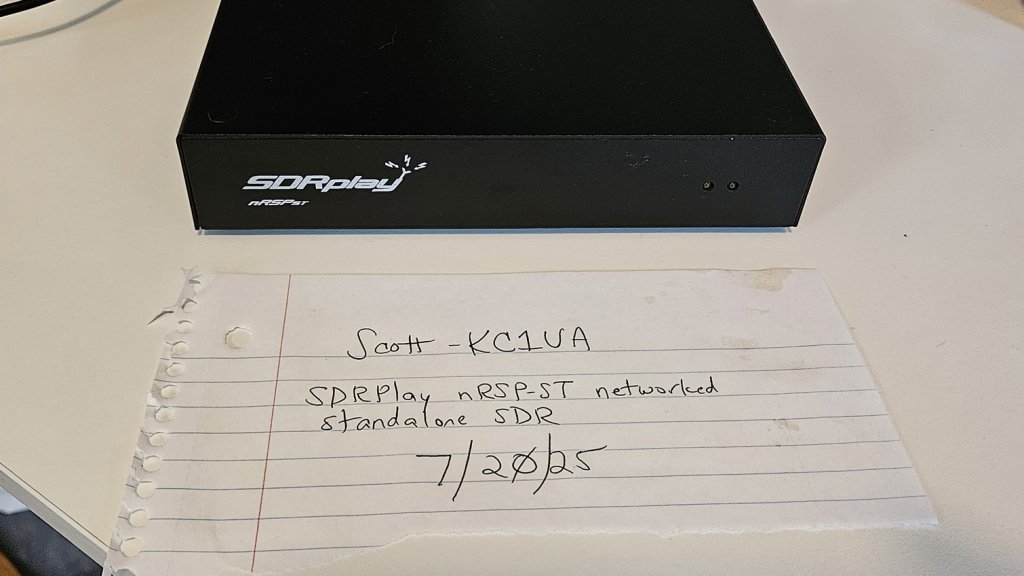 SDRplay
nRSPST
Scott - KC1UA
SDRPlay nRSP-ST networked
standalone SDR
7/20/25